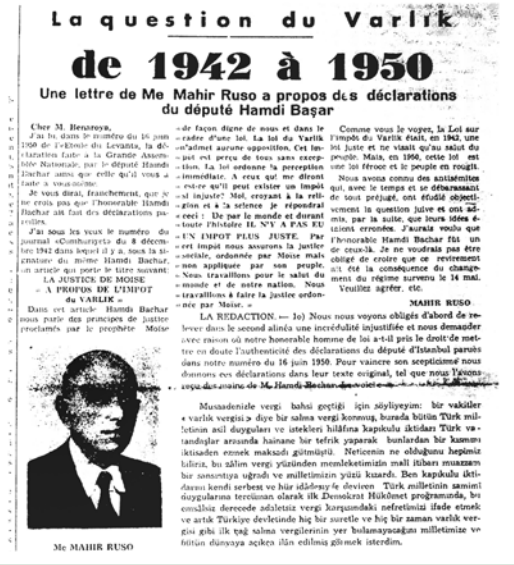 La question du Varlık
de 1942 à 1950
Une lettre de Me Mahir Ruso a propos des déclarations
du député Hamdi Başar
Cher M. Benaroya,
J'ai lu, dans le numéro du 16 juin
1950 de l'«Etoile du Levant», la dé-
claration faite a la Grande Assem-
blée Nationale, par le député Hamdi
Bachar ainsi que celle qu'il vous a
faite à vous-même.
Je vous dirai, franchement, que je
ne crois pas que l'honorable Hamdi
Bachar ait fait des déclarations pa-
reilles.
J'ai sous les yeux le numéro du
journal «Cumhuriyet» du 8 décem-
bre 1942 dans lequel il y a, sous la si-
gnature du même Hamdi Bachar,
un article qui porte le titre suivant:
LA JUSTICE DE MOISE
« A PROPOS DE L'IMPOT
du VARLIK »
Dans cet article Hamdi Bachar
nous parle des principes de justice
proclamés par le prophète Moïse
« de façon digne de nous et dans le
« cadre d'une loi. La loi du Varlik
« n'admet aucune opposition. Cet im-
« pot est perçu de tous sans excep-
« tion. La loi ordonne la perception
« immédiate. A ceux qui me diront
« est-ce qu'il peut exister un impôt
« si injuste? Moi, croyant à la reli-
« gion et à la science je répondrai
« ceci : De par le monde et durant
« toute l'histoire IL N'Y A PAS EU
« UN IMPOT PLUS JUSTE. Par
« cet impôt nous assurons la justice
« sociale, ordonnée par Moise mais
« non appliquée par son peuple.
« Nous travaillons pour le salut du
« monde et de notre nation. Nous
« travaillons à faire la justice ordon-
« née par Moise. »
Comme vous le voyez, la Loi sur
l'impôt du Varlik était, en 1942, une
loi juste et ne visait qu'au salut du
peuple. Mais, en 1950, cette loi est
une loi féroce et le peuple en rougit.
Nous avons connu des antisémites
qui, avec le temps et se débarassant
de tout préjugé, ont étudié objecti-
vement la question juive et ont ad-
mis, par la suite, que leurs idées é-
taient erronées. J'aurais voulu que
l'honorable Hamdi Bachar fût un
de ceux-là. Je ne voudrais pas être
obligé de croire que ce revirement
ait été la conséquence du change-
ment du régime survenu le 14 mai.
Veuillez agréer, etc.
MAHIR RUSO
LA REDACTION. — 1o) Nous nous voyons obligés d'abord de re-
lever dans le second alinéa une incrédulité injustifiée et nous demander
avec raison où notre honorable homme de loi a-t-il pris le droit de met-
tre en doute l'authenticité des déclarations du député d'Istanbul parues
dans notre numéro du 16 juin 1950. Pour vaincre son scepticisme nous
donnons ces déclarations dans leur texte original, tel que nous l'avons
reçu des mains de M. Hamdi Bachar
Müsaadenizle vergi bahsi geçtiği için söyliyeyim: bir vakitler
« varlık vergisi » diye bir salma vergi konmuş, burada bütün Türk mil-
letinin asil duyguları ve istekleri hilâfına kapıkulu iktidarı Türk va-
tandışlar arasında hainane bir tefrik yaparak bunlardan bir kısmını
iktisaden ezmek maksadı gütmüştü. Neticenin ne olduğunu hepimiz
biliriz, bu zâlim vergi yüzünden memleketimizin mali itibarı muazzam
bir sarsıntıya uğradı ve milletimizin yüzü kızardı. Ben kapıkulu ikti-
darını kendi serbest ve hür iradesiyle deviren Türk milletinin samimî
duygularına tercüman olarak ilk Demokrat Hükûmet programında, bu
emsâlsiz derecede adaletsiz vergi karşısındaki nefretimizi ifade etmek
ve artık Türkiye devletinde hiç bir suretle ve hiç bir zaman varlık ver-
gisi gibi ilk çağ salma vergilerinin yer bulamayacağını milletimize ve
bütün dünyaya açıkça ilân edilmiş görmek isterdim.
Me MAHIR RUSO